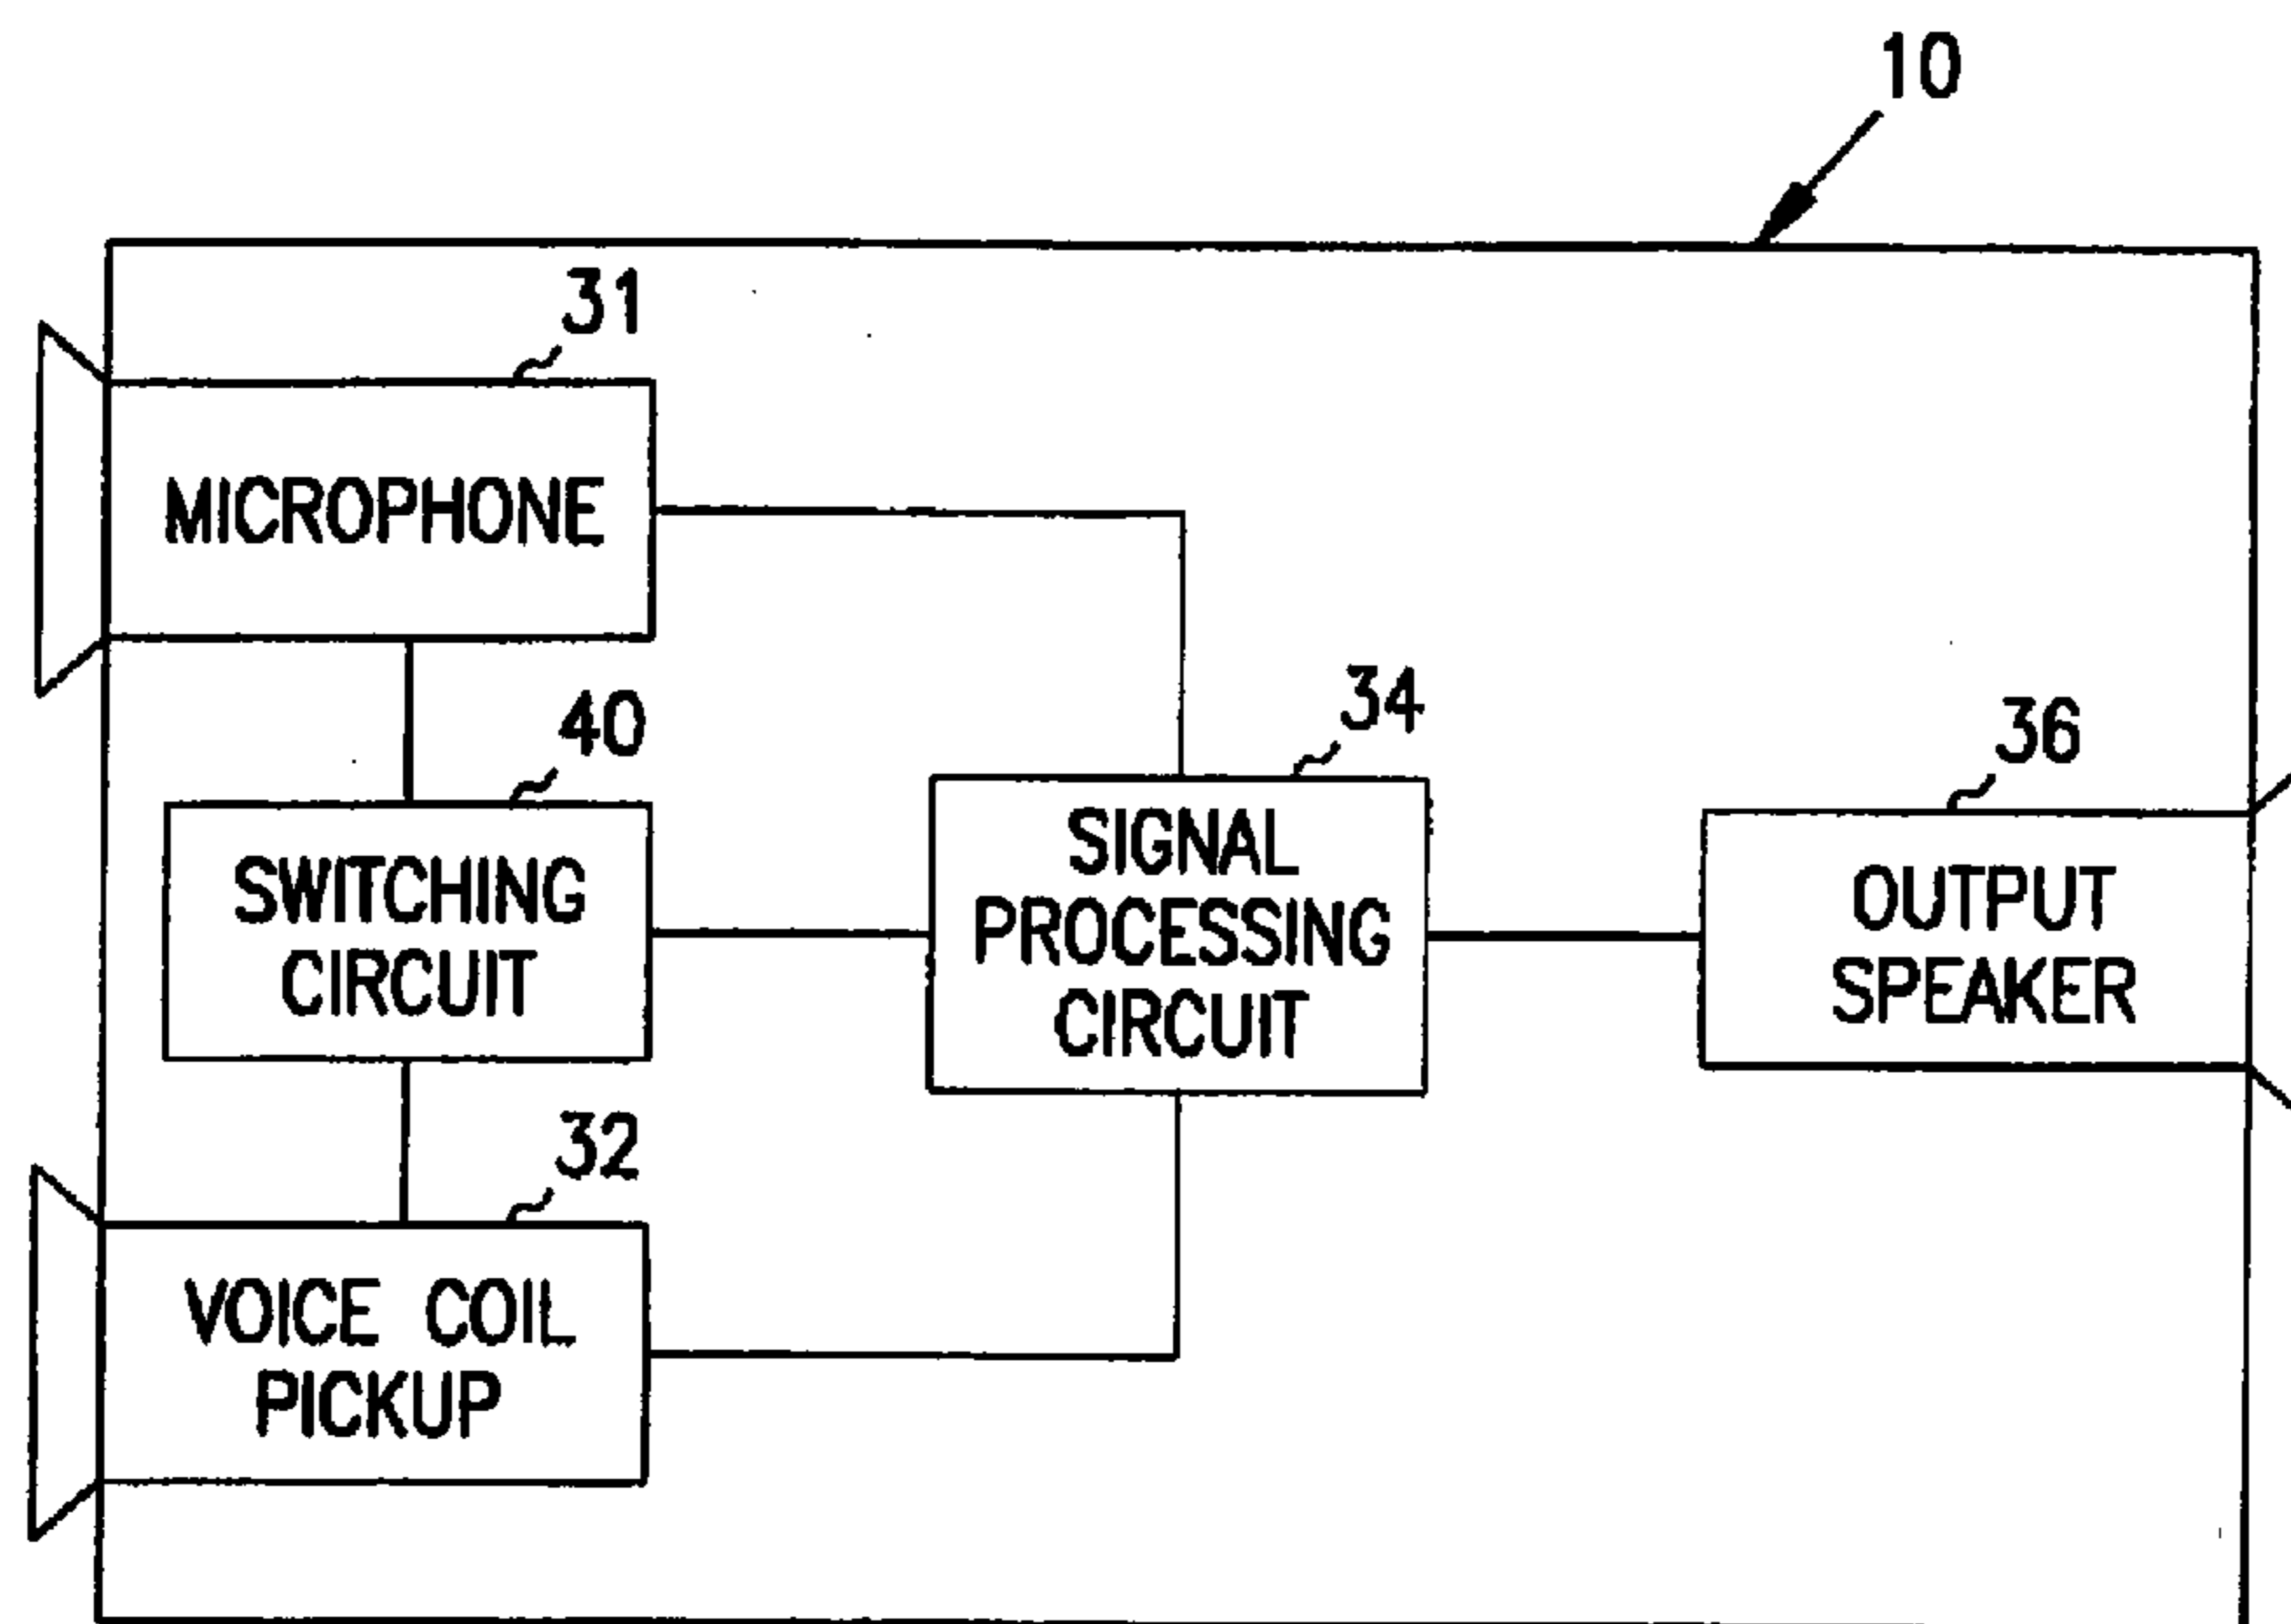 10
31
MICROPHONE
40
SWITCHING
CIRCUIT
34
SIGNAL
PROCESSING
CIRCUIT
36
OUTPUT
SPEAKER
32
VOICE COIL
PICKUP